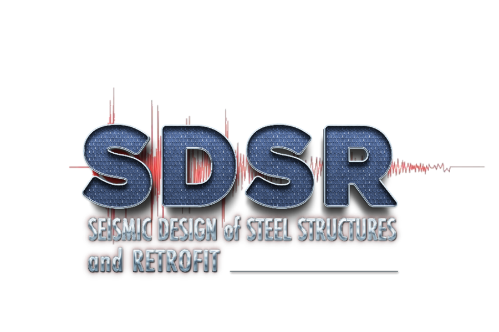 SDSR
SEISMIC DESIGN of STEEL STRUCTURES
and RETROFIT